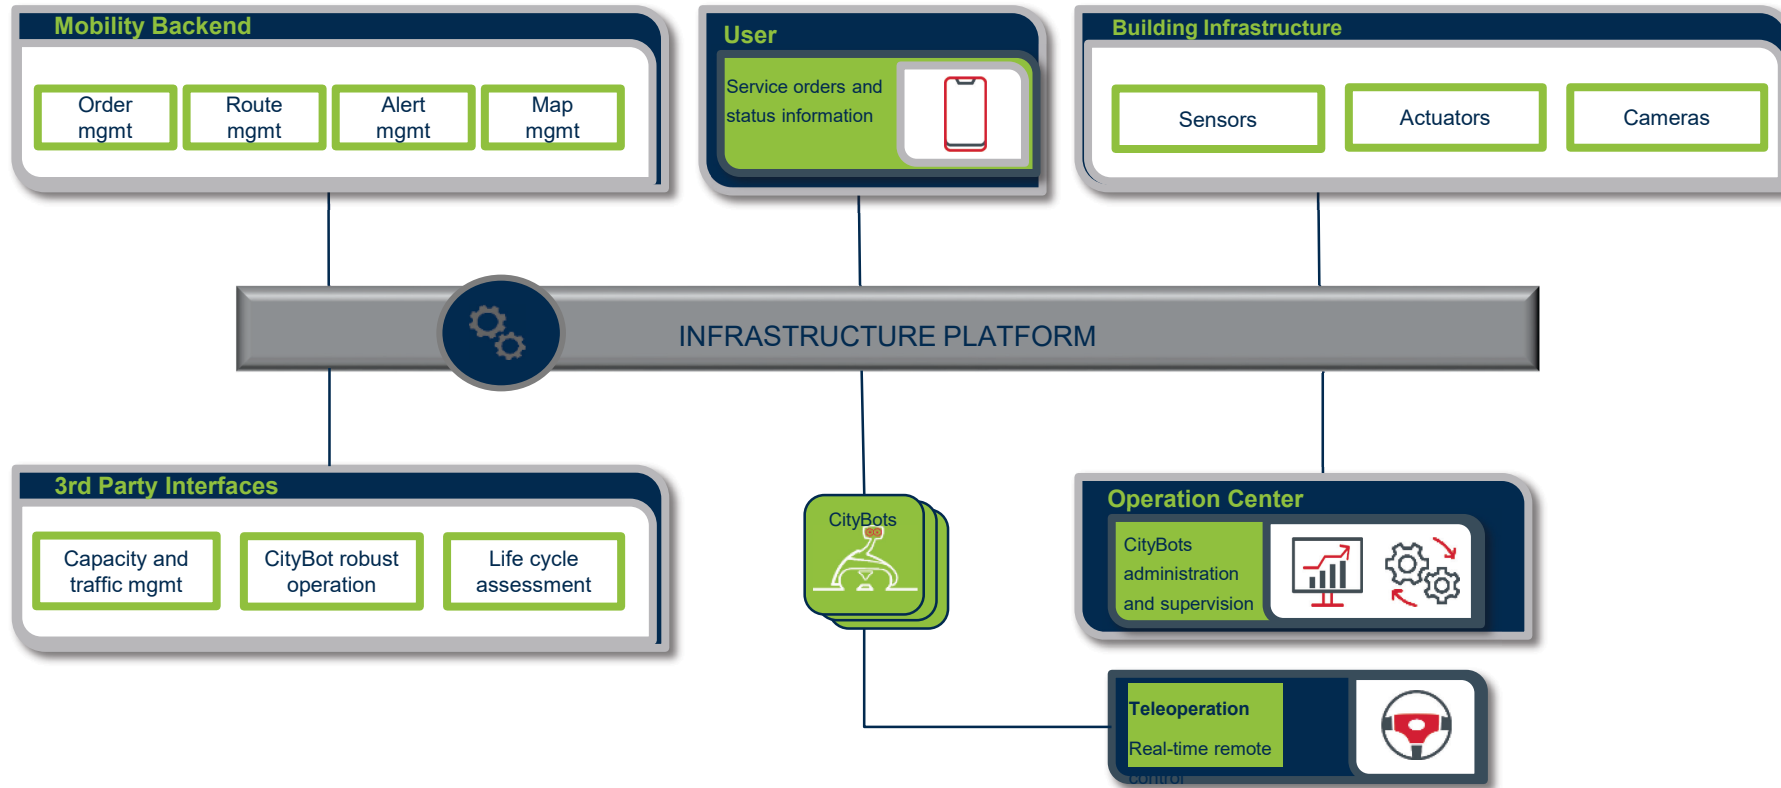 Mobility Backend
Order
mgmt
Route
mgmt
Alert
mgmt
Map
mgmt
User
Service orders and
status information
Building Infrastructure
Sensors
Actuators
Cameras
INFRASTRUCTURE PLATFORM
3rd Party Interfaces
Capacity and
traffic mgmt
CityBot robust
operation
Life cycle
assessment
CityBots
Operation Center
CityBots
administration
and supervision
Teleoperation
Real-time remote
control